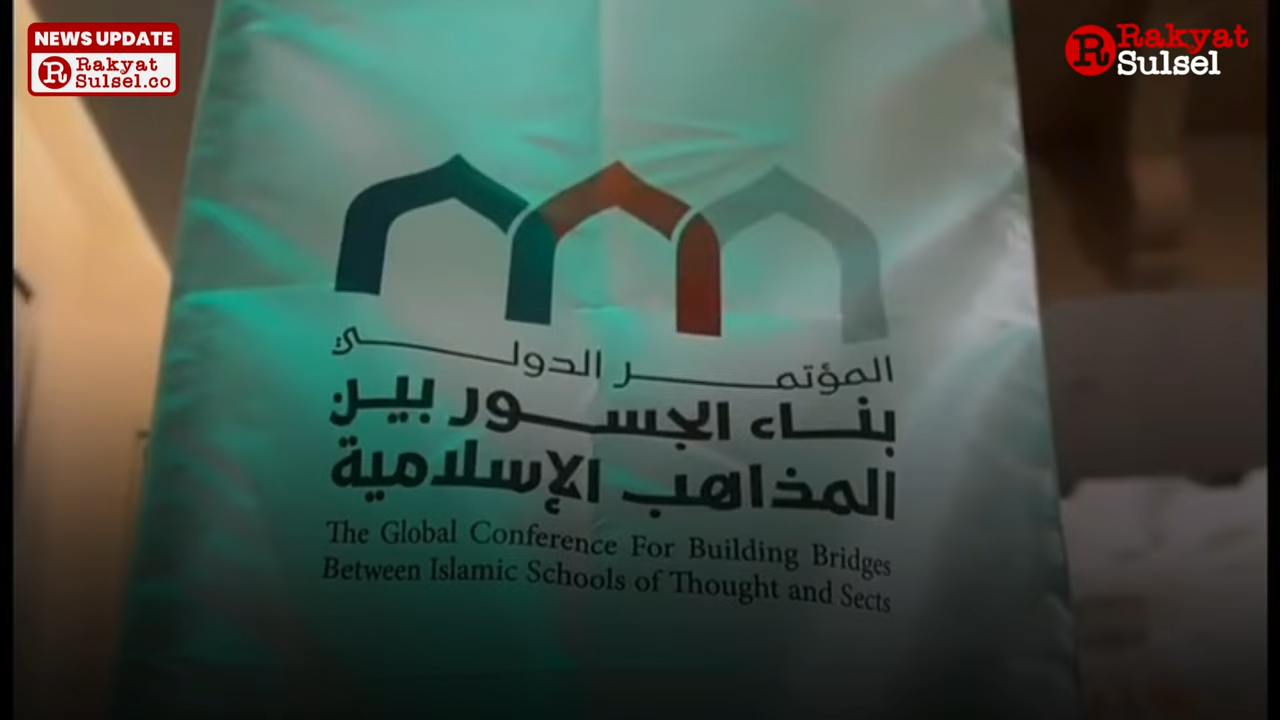 NEWS UPDATE
Rakyat
Sulsel.co
Rakyat
Sulsel
المؤتمر الدولي
بناء الجسور بين
المذاهب الإسلامية
The Global Conference For Building Bridges
Between Islamic Schools of Thought and Sects